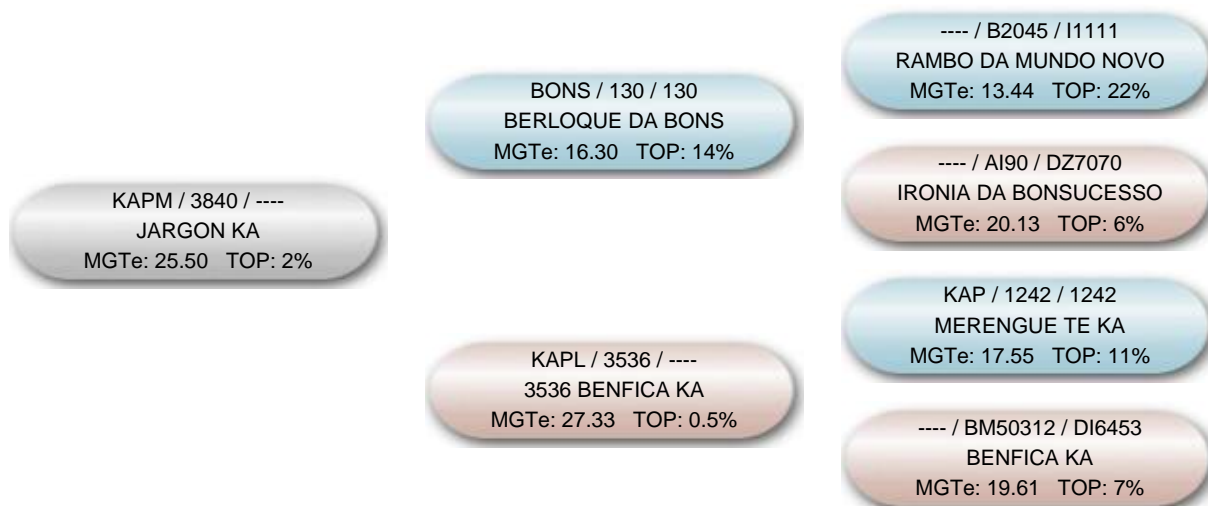 KAPM / 3840 / ----
JARGON KA
MGTe: 25.50 TOP: 2%
BONS / 130 / 130
BERLOQUE DA BONS
MGTe: 16.30 TOP: 14%
KAPL / 3536 / ----
3536 BENFICA KA
MGTe: 27.33 TOP: 0.5%
---- / B2045 / I1111
RAMBO DA MUNDO NOVO
MGTe: 13.44 TOP: 22%
---- / AI90 / DZ7070
IRONIA DA BONSUCESSO
MGTe: 20.13 TOP: 6%
KAP / 1242 / 1242
MERENGUE TE KA
MGTe: 17.55 TOP: 11%
---- / BM50312 / DI6453
BENFICA KA
MGTe: 19.61 TOP: 7%